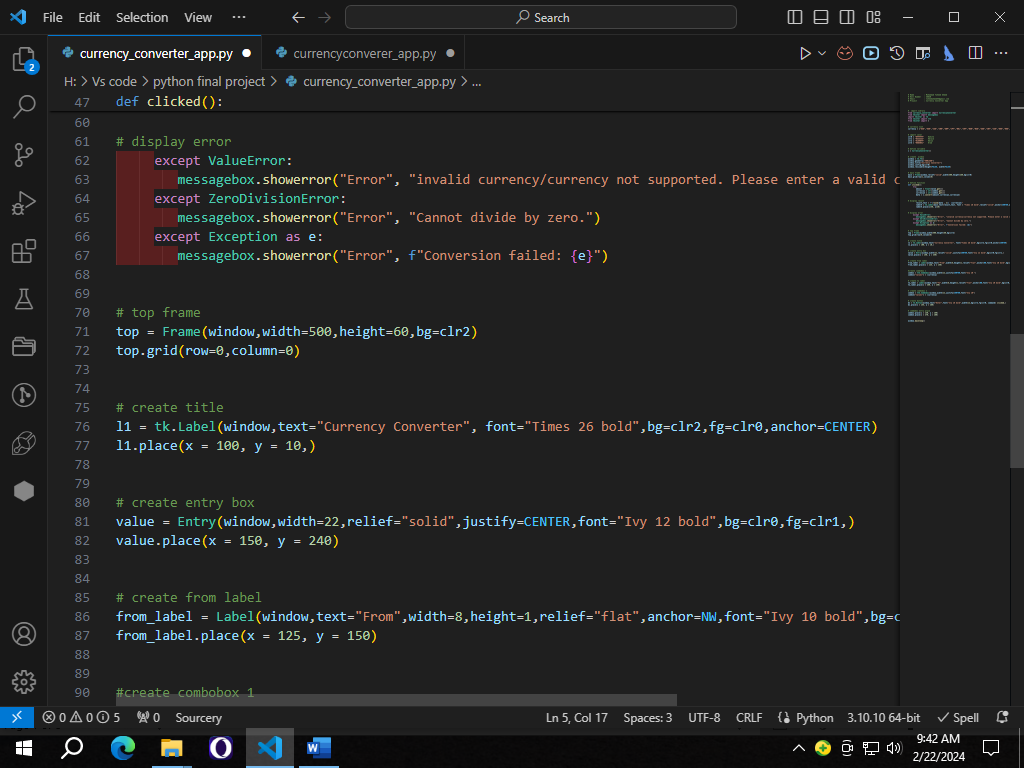 File Edit Selection View ··· Search
currency_converter_app.py currencyconverer_app.py
H: > Vs code > python final project > currency_converter_app.py > ...
2
47 def clicked():
60
61 # display error
62 except ValueError:
63 messagebox.showerror("Error", "invalid currency/currency not supported. Please enter a valid c
64 except ZeroDivisionError:
65 messagebox.showerror("Error", "Cannot divide by zero.")
66 except Exception as e:
67 messagebox.showerror("Error", f"Conversion failed: {e}")
68
69
70 # top frame
71 top = Frame(window,width=500,height=60,bg=clr2)
72 top.grid(row=0,column=0)
73
74
75 # create title
76 l1 = tk.Label(window,text="Currency Converter", font="Times 26 bold",bg=clr2,fg=clr0,anchor=CENTER)
77 l1.place(x = 100, y = 10,)
78
79
80 # create entry box
81 value = Entry(window,width=22,relief="solid",justify=CENTER,font="Ivy 12 bold",bg=clr0,fg=clr1,)
82 value.place(x = 150, y = 240)
83
84
85 # create from label
86 from_label = Label(window,text="From",width=8,height=1,relief="flat",anchor=NW,font="Ivy 10 bold",bg=c
87 from_label.place(x = 125, y = 150)
88
89
90 #create combobox 1
0 0 5 0 Sourcery Ln 5, Col 17 Spaces: 3 UTF-8 CRLF Python 3.10.10 64-bit Spell
9:42 AM
2/22/2024